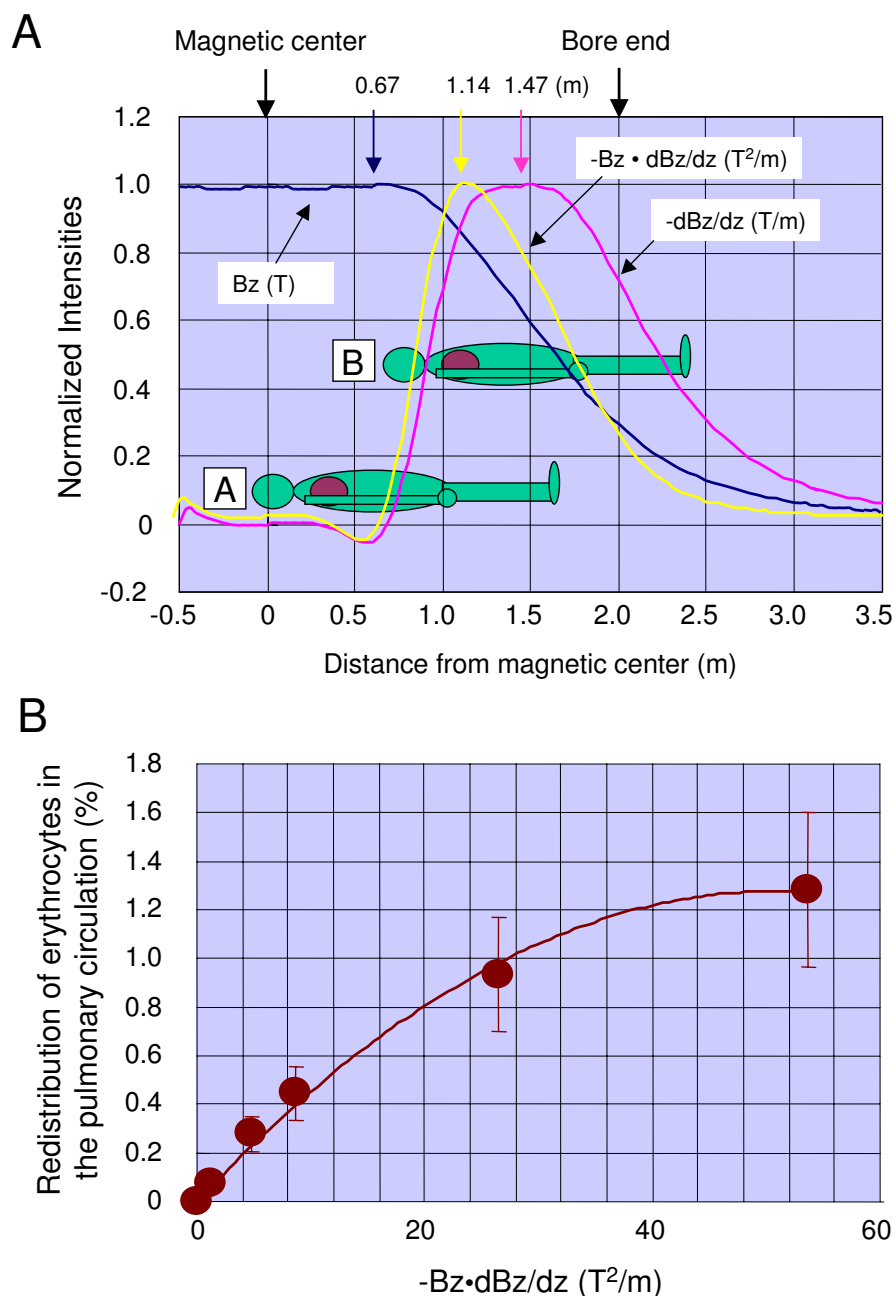 A
Magnetic center
Bore end
0.67
1.14
1.47 (m)
1.2
1.0
0.8
0.6
0.4
0.2
0
-0.2
Normalized Intensities
-Bz • dBz/dz (T²/m)
-dBz/dz (T/m)
Bz (T)
B
A
-0.5
0
0.5
1.0
1.5
2.0
2.5
3.0
3.5
Distance from magnetic center (m)
B
1.8
1.6
1.4
1.2
1.0
0.8
0.6
0.4
0.2
0
Redistribution of erythrocytes in
the pulmonary circulation (%)
0
20
40
60
-Bz•dBz/dz (T²/m)